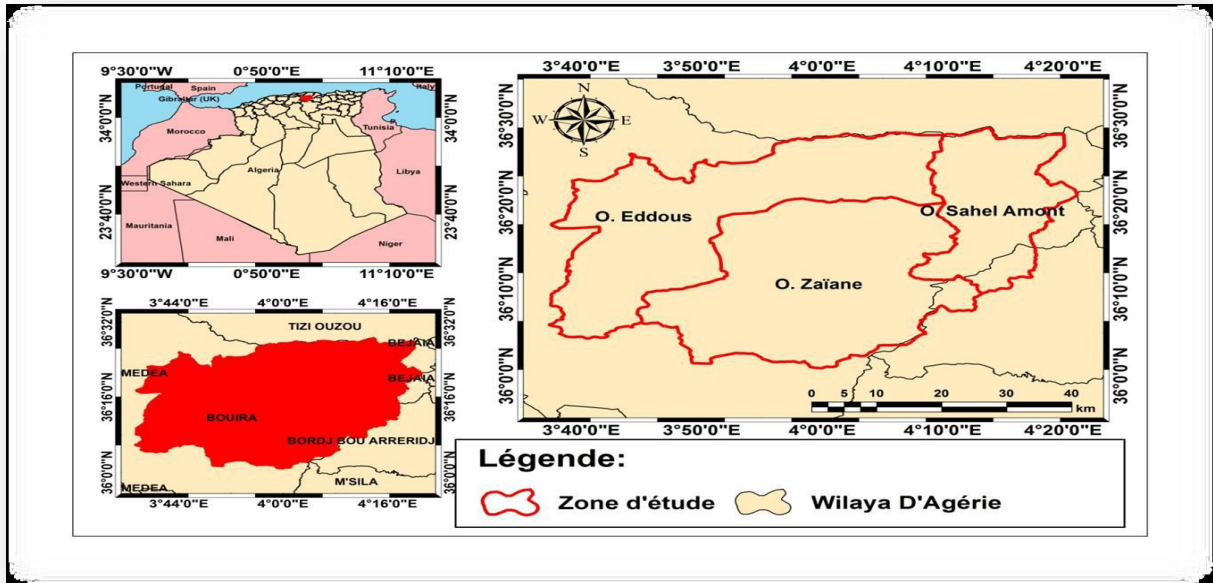 9°30'0"W 0°50'0"E 11°10'0"E
Portugal Spain Italy
Gibraltar (UK)
34°0'0"N
34°0'0"N
Morocco
Tunisia
Algeria
Libya
Western Sahara
Mauritania
Mali
Niger
23°40'0"N
23°40'0"N
9°30'0"W 0°50'0"E 11°10'0"E
3°44'0"E 4°0'0"E 4°16'0"E
36°32'0"N
36°32'0"N
TIZI OUZOU
BEJAIA
MEDEA
BEJAIA
36°16'0"N
36°16'0"N
BOUIRA
BORDJ BOU ARRERIDJ
36°0'0"N
36°0'0"N
M'SILA
MEDEA
3°44'0"E 4°0'0"E 4°16'0"E
3°40'0"E 3°50'0"E 4°0'0"E 4°10'0"E 4°20'0"E
N
W E
S
36°30'0"N
36°30'0"N
36°20'0"N
36°20'0"N
O. Eddous
O. Sahel Amont
O. Zaïane
36°10'0"N
36°10'0"N
36°0'0"N
36°0'0"N
0 5 10 20 30 40
km
3°40'0"E 3°50'0"E 4°0'0"E 4°10'0"E 4°20'0"E
Légende:
Zone d'étude Wilaya D'Agérie